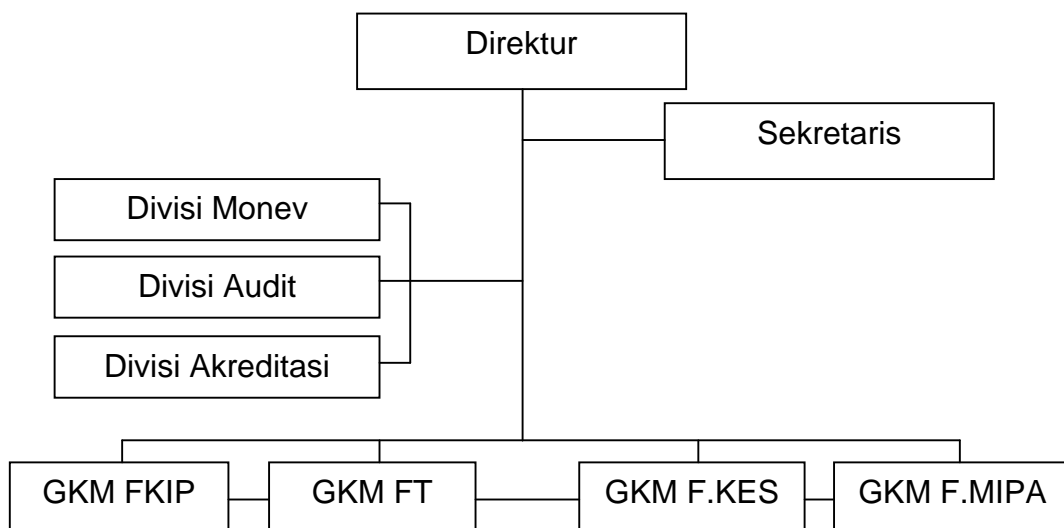 Direktur
Sekretaris
Divisi Monev
Divisi Audit
Divisi Akreditasi
GKM FKIP
GKM FT
GKM F.KES
GKM F.MIPA